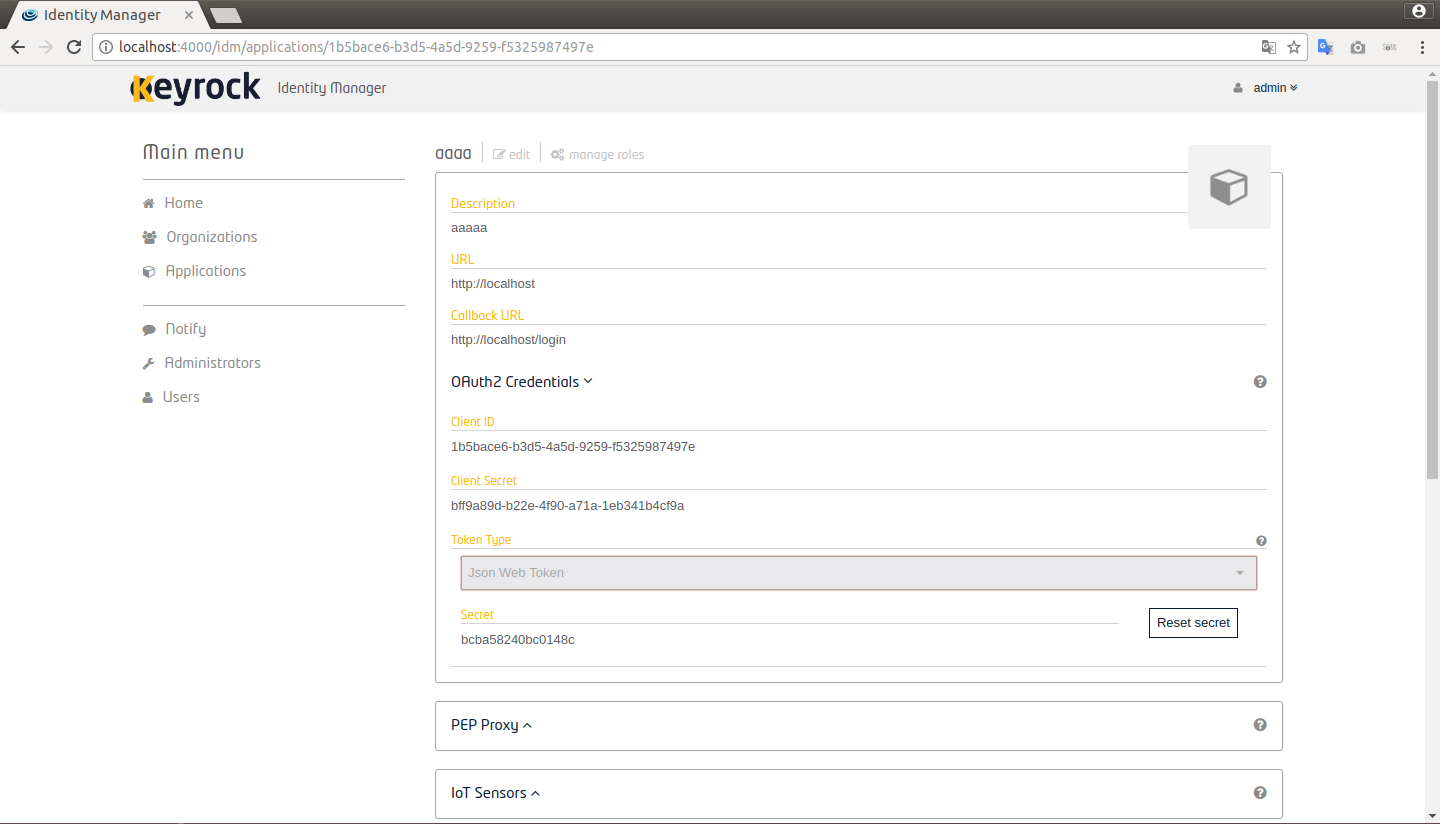 Identity Manager
localhost:4000/idm/applications/1b5bace6-b3d5-4a5d-9259-f5325987497e
Keyrock Identity Manager
admin
Main menu
Home
Organizations
Applications
Notify
Administrators
Users
aaaa edit manage roles
Description
aaaaa
URL
http://localhost
Callback URL
http://localhost/login
OAuth2 Credentials
Client ID
1b5bace6-b3d5-4a5d-9259-f5325987497e
Client Secret
bff9a89d-b22e-4f90-a71a-1eb341b4cf9a
Token Type
Json Web Token
Secret
Reset secret
bcba58240bc0148c
PEP Proxy
IoT Sensors